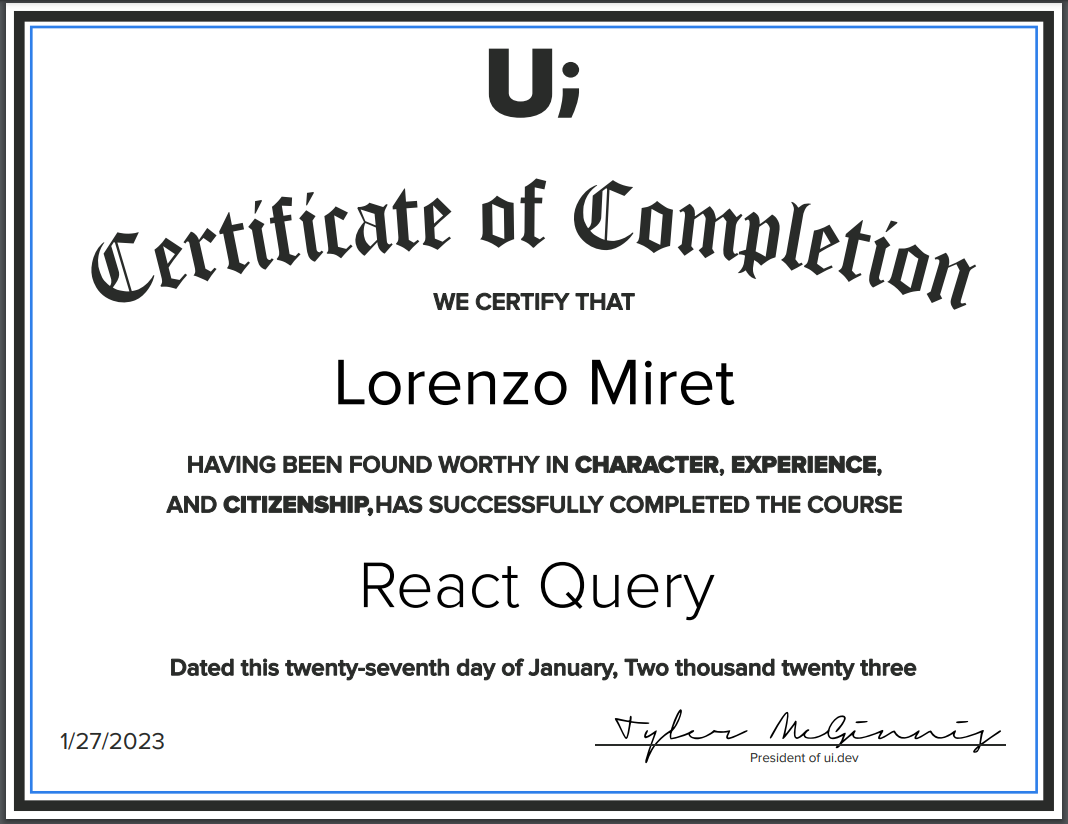 U;
Certificate of Completion
WE CERTIFY THAT
Lorenzo Miret
HAVING BEEN FOUND WORTHY IN CHARACTER, EXPERIENCE,
AND CITIZENSHIP,HAS SUCCESSFULLY COMPLETED THE COURSE
React Query
Dated this twenty-seventh day of January, Two thousand twenty three
1/27/2023
Tyler McGinnis
President of ui.dev